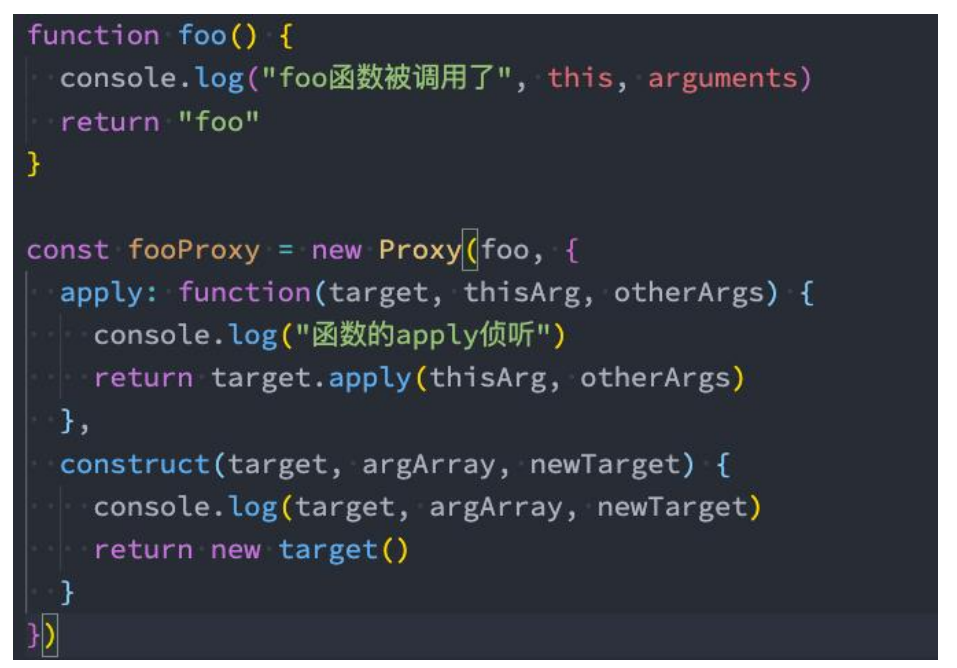 function foo() {
  console.log("foo函数被调用了", this, arguments)
  return "foo"
}

const fooProxy = new Proxy(foo, {
  apply: function(target, thisArg, otherArgs) {
    console.log("函数的apply侦听")
    return target.apply(thisArg, otherArgs)
  },
  construct(target, argArray, newTarget) {
    console.log(target, argArray, newTarget)
    return new target()
  }
})